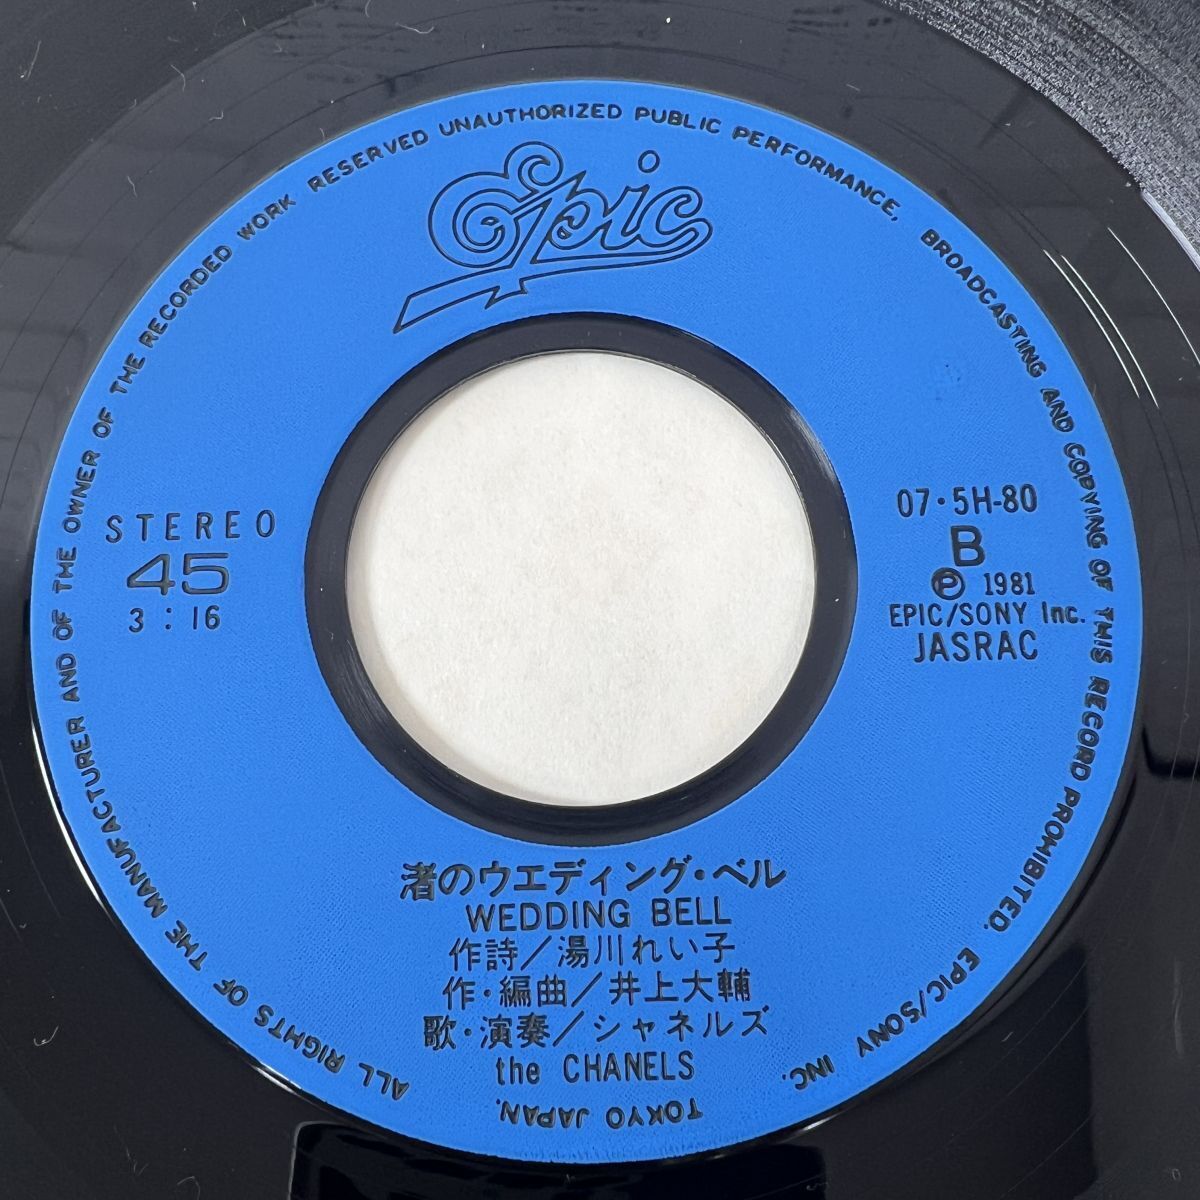 ALL RIGHTS OF THE MANUFACTURER AND OF THE OWNER OF THE RECORDED WORK RESERVED UNAUTHORIZED PUBLIC PERFORMANCE, BROADCASTING AND COPYING OF THIS RECORD PROHIBITED. EPIC/SONY INC. TOKYO JAPAN.
Epic
STEREO
45
3:16
07・5H-80
B
Ⓟ 1981
EPIC/SONY Inc.
JASRAC
渚のウエディング・ベル
WEDDING BELL
作詩/湯川れい子
作・編曲/井上大輔
歌・演奏/シャネルズ
the CHANELS